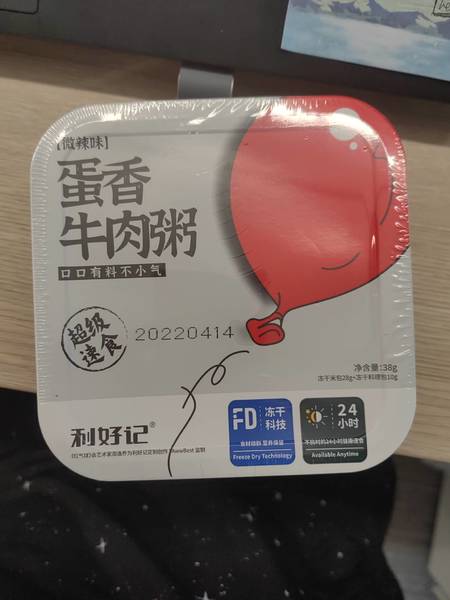 【微辣味】
蛋香
牛肉粥
口口有料不小气
超级
速食
20220414
净含量:38g
冻干米包28g+冻干料理包10g
利好记®
FD 冻干
科技
Freeze Dry Technology
24
小时
Available Anytime